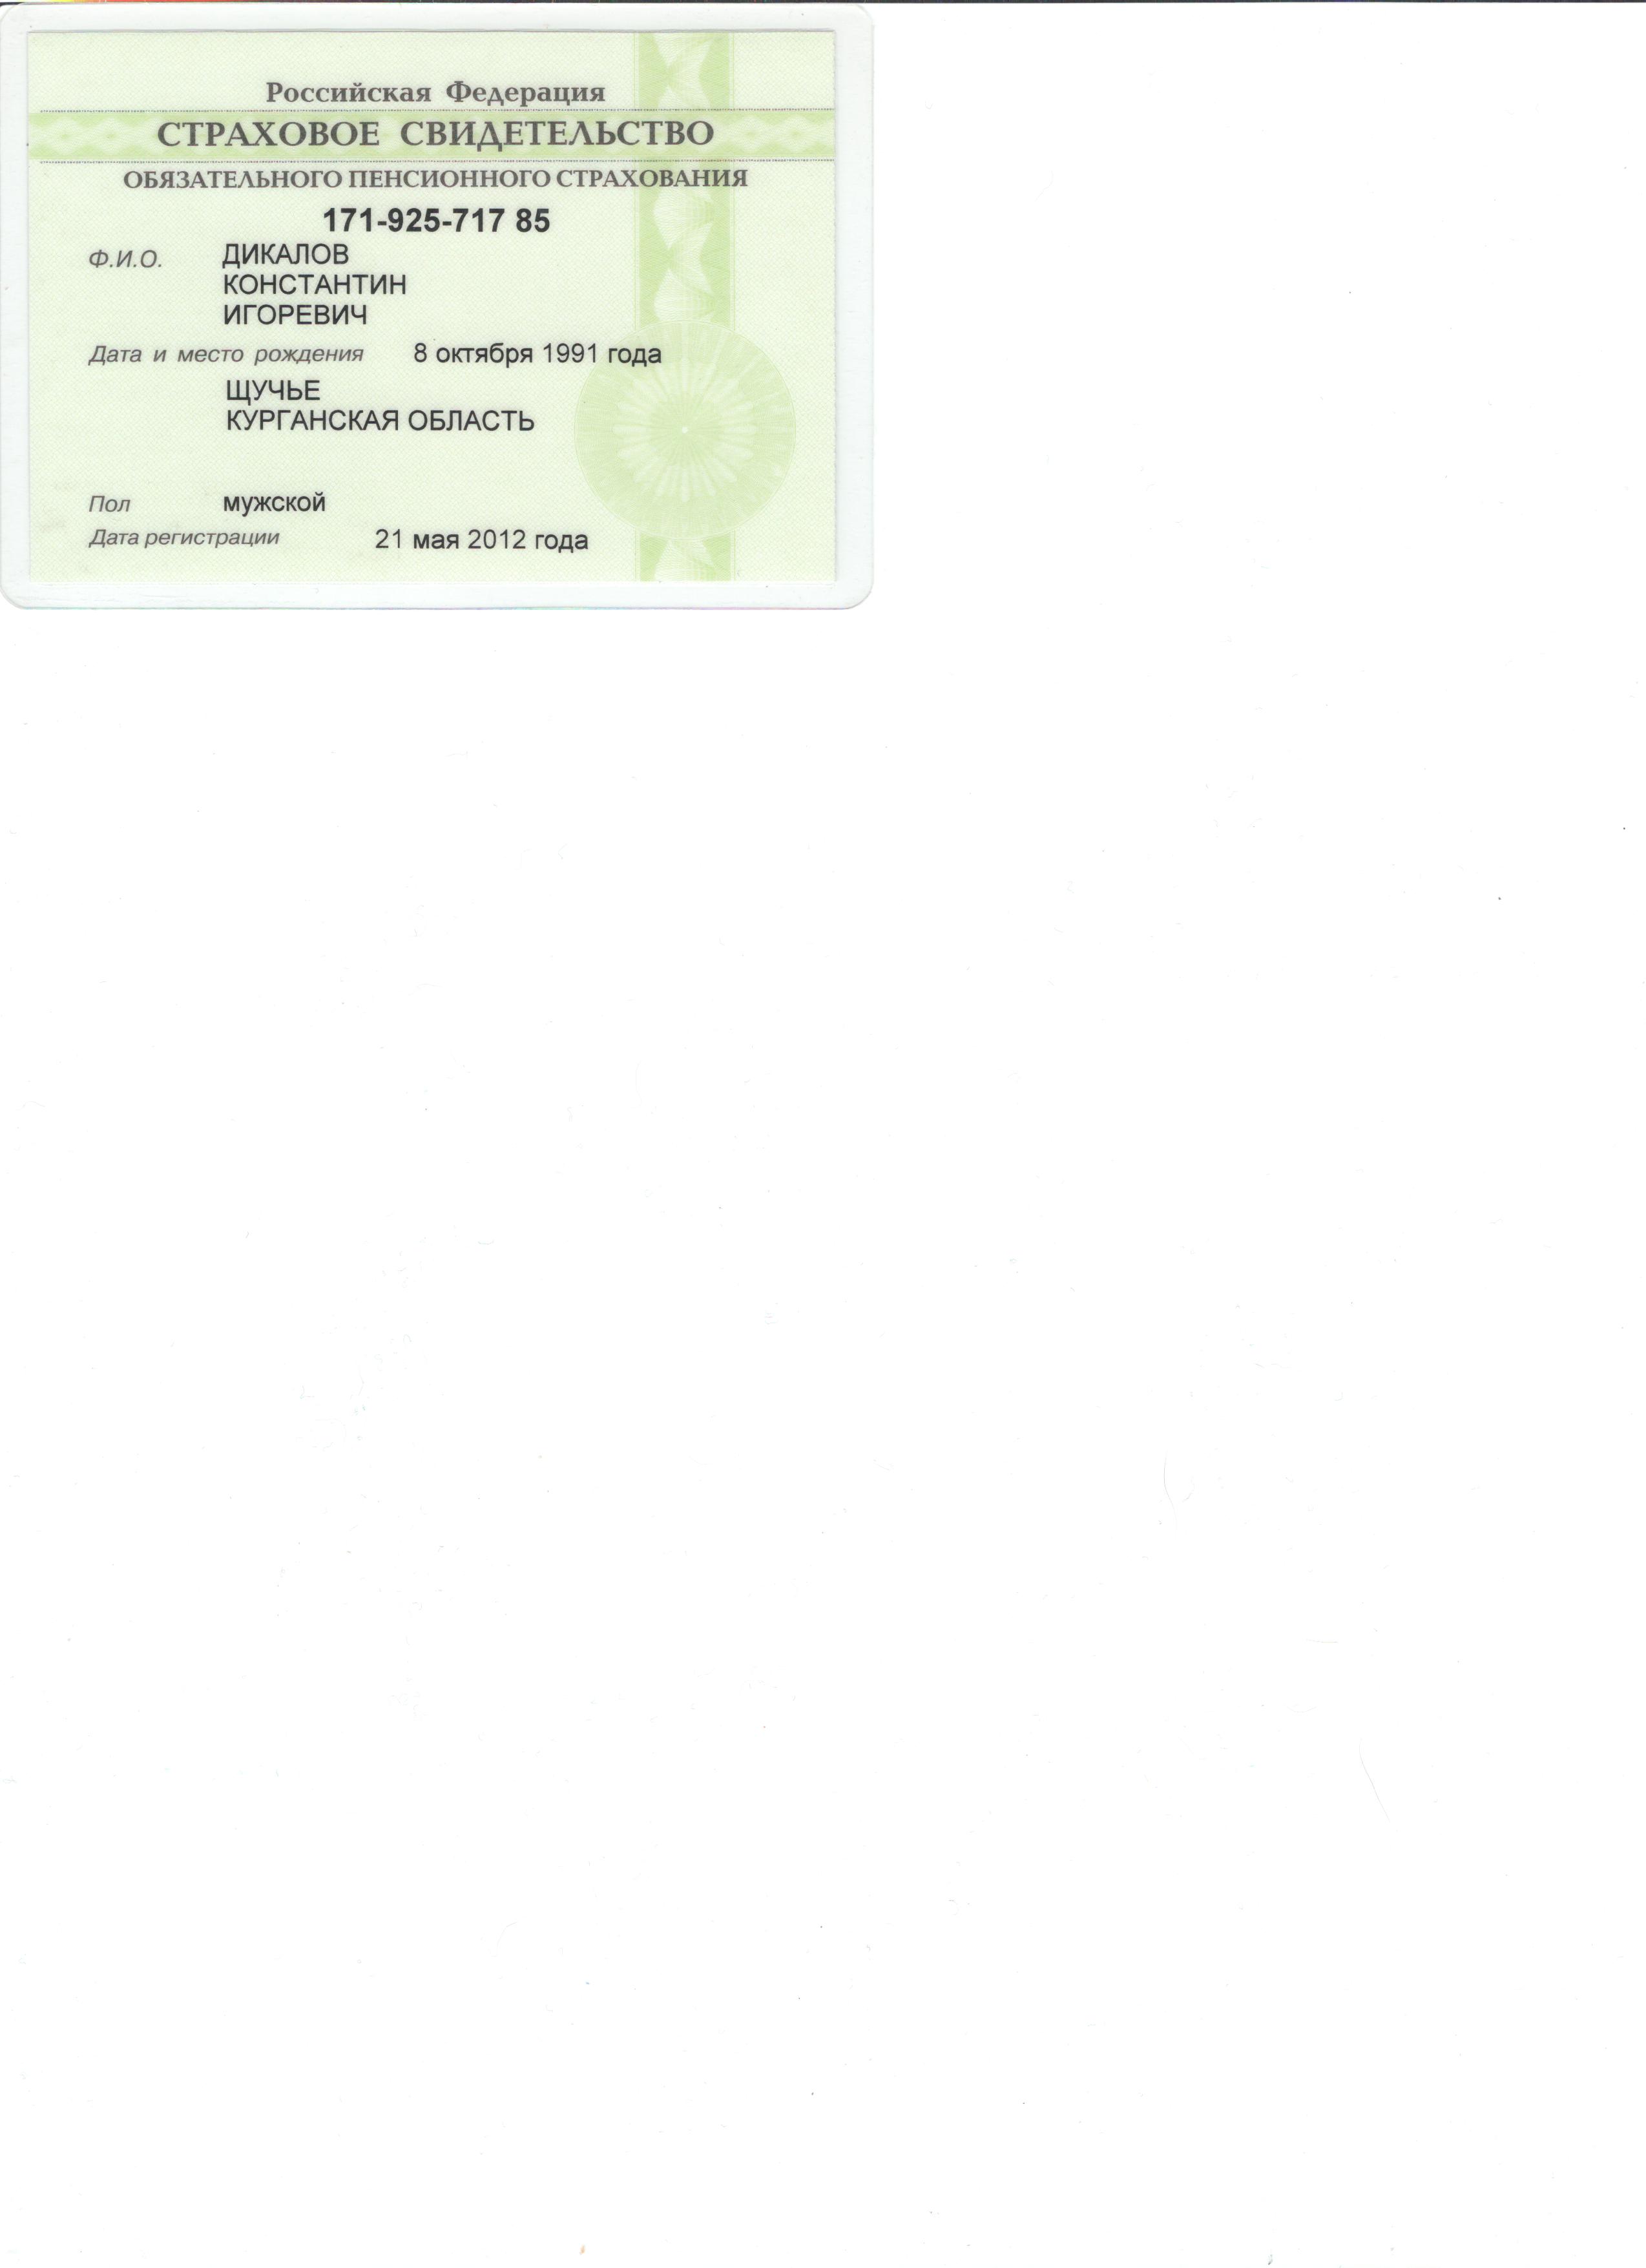 Российская Федерация
СТРАХОВОЕ СВИДЕТЕЛЬСТВО
ОБЯЗАТЕЛЬНОГО ПЕНСИОННОГО СТРАХОВАНИЯ
171-925-717 85
Ф.И.О. ДИКАЛОВ
КОНСТАНТИН
ИГОРЕВИЧ
Дата и место рождения 8 октября 1991 года
ЩУЧЬЕ
КУРГАНСКАЯ ОБЛАСТЬ
Пол мужской
Дата регистрации 21 мая 2012 года